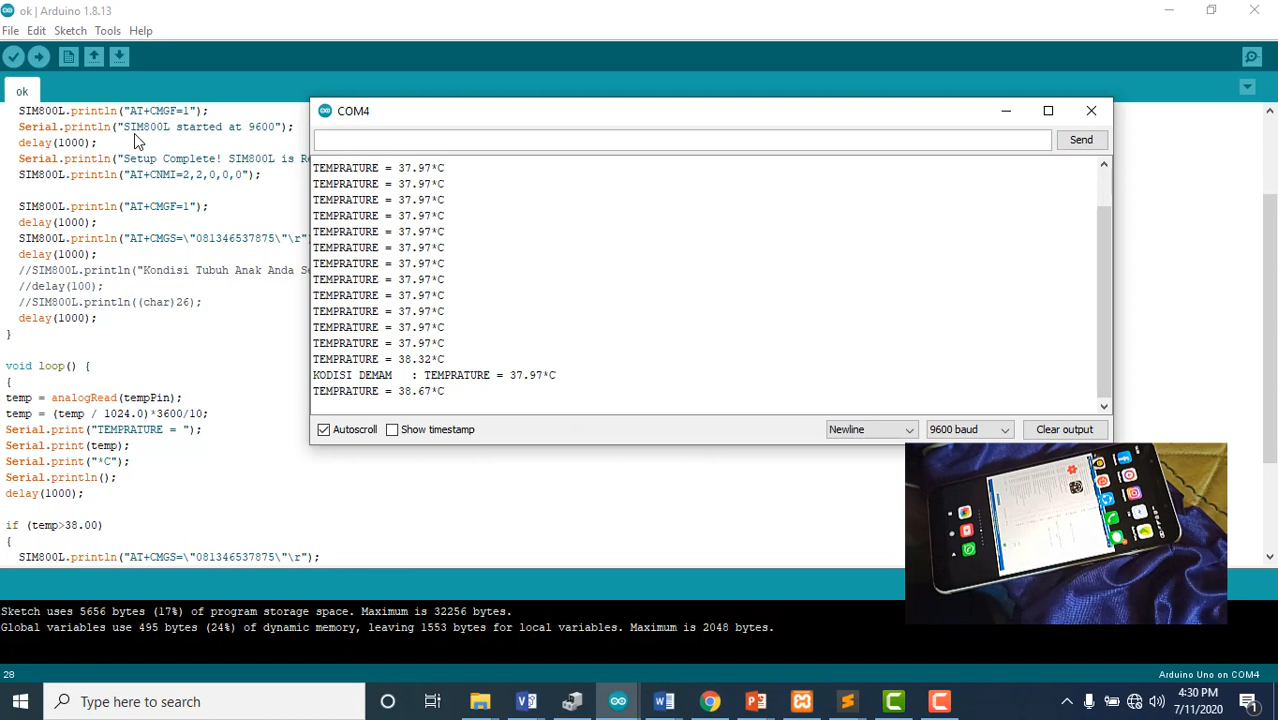 ok | Arduino 1.8.13
File Edit Sketch Tools Help
ok
SIM800L.println("AT+CMGF=1");
Serial.println("SIM800L started at 9600");
delay(1000);
Serial.println("Setup Complete! SIM800L is R
SIM800L.println("AT+CNMI=2,2,0,0,0");
SIM800L.println("AT+CMGF=1");
delay(1000);
SIM800L.println("AT+CMGS=\"081346537875\"\r"
delay(1000);
//SIM800L.println("Kondisi Tubuh Anak Anda Se
//delay(100);
//SIM800L.println((char)26);
delay(1000);
}
void loop() {
{
temp = analogRead(tempPin);
temp = (temp / 1024.0)*3600/10;
Serial.print("TEMPRATURE = ");
Serial.print(temp);
Serial.print("*C");
Serial.println();
delay(1000);
if (temp>38.00)
{
SIM800L.println("AT+CMGS=\"081346537875\"\r");
COM4
Send
TEMPRATURE = 37.97*C
TEMPRATURE = 37.97*C
TEMPRATURE = 37.97*C
TEMPRATURE = 37.97*C
TEMPRATURE = 37.97*C
TEMPRATURE = 37.97*C
TEMPRATURE = 37.97*C
TEMPRATURE = 37.97*C
TEMPRATURE = 37.97*C
TEMPRATURE = 37.97*C
TEMPRATURE = 37.97*C
TEMPRATURE = 37.97*C
TEMPRATURE = 38.32*C
KODISI DEMAM : TEMPRATURE = 37.97*C
TEMPRATURE = 38.67*C
Autoscroll Show timestamp Newline 9600 baud Clear output
Sketch uses 5656 bytes (17%) of program storage space. Maximum is 32256 bytes.
Global variables use 495 bytes (24%) of dynamic memory, leaving 1553 bytes for local variables. Maximum is 2048 bytes.
28 Arduino Uno on COM4
Type here to search
4:30 PM
7/11/2020
1